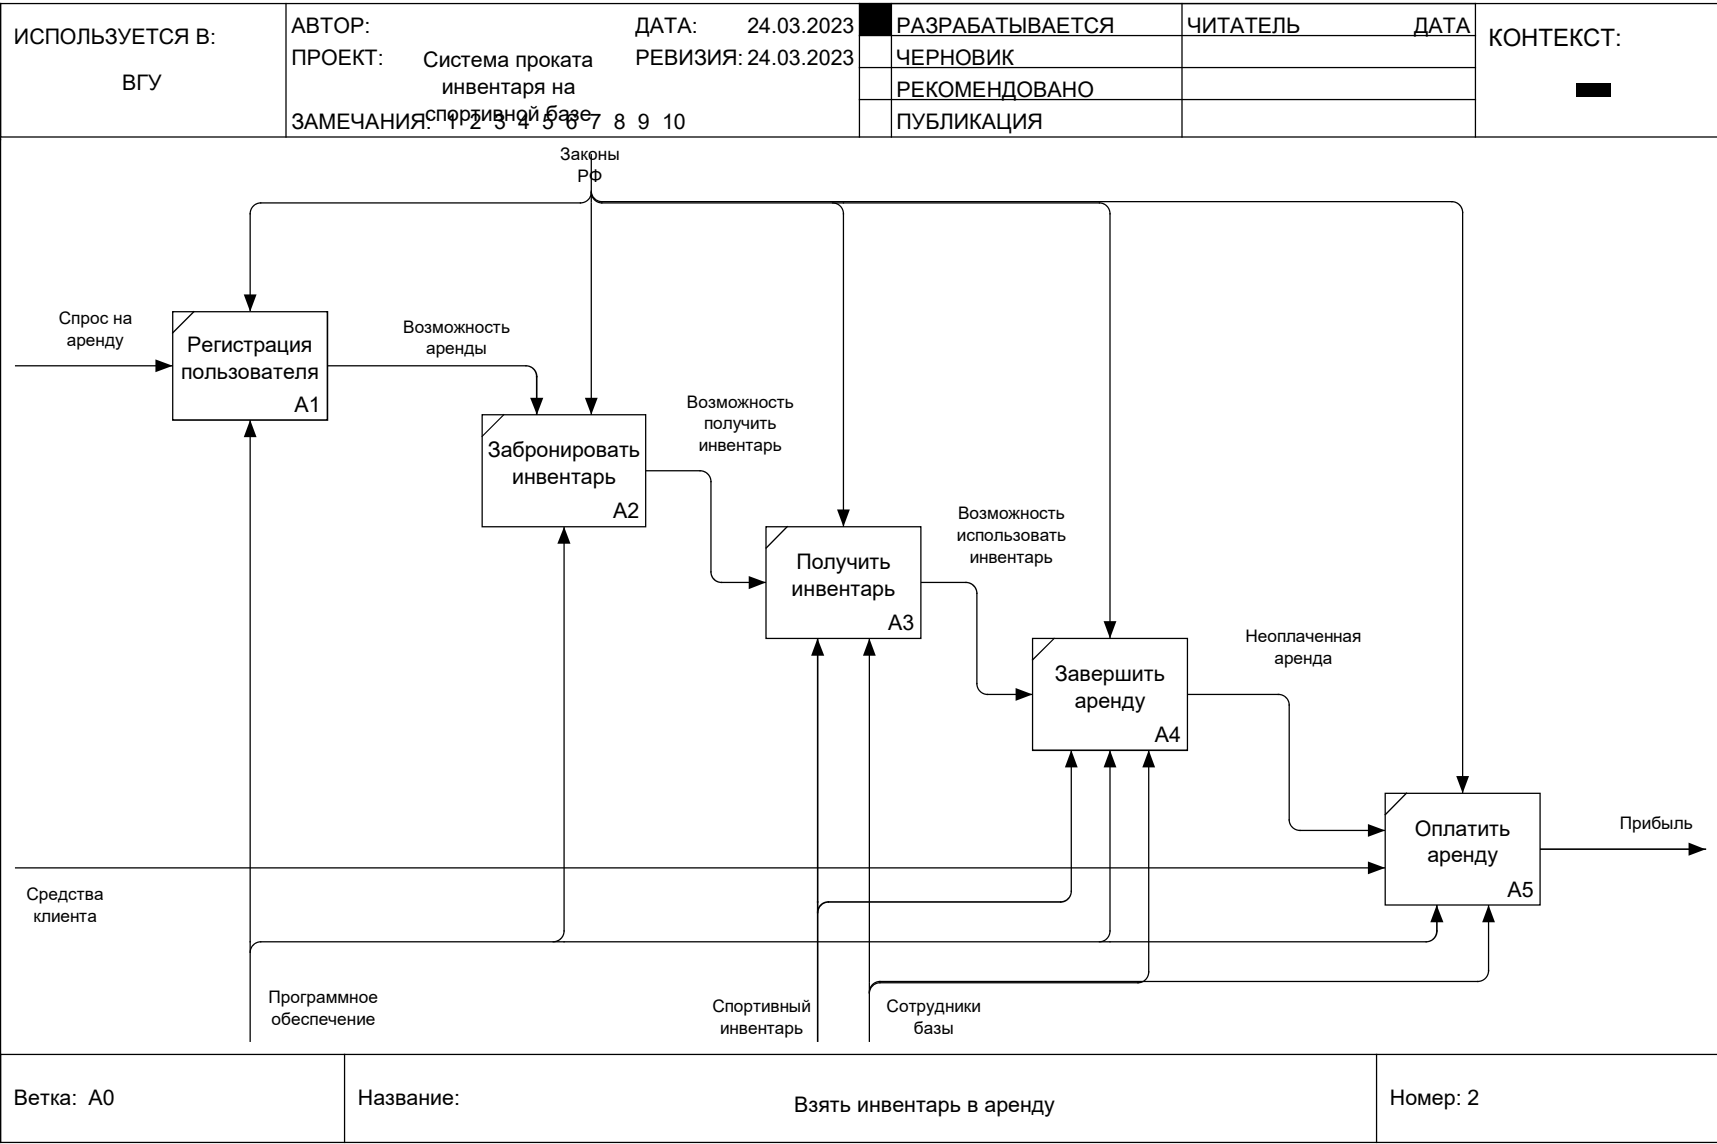 ИСПОЛЬЗУЕТСЯ В:
ВГУ
АВТОР:
ДАТА: 24.03.2023
ПРОЕКТ:
Система проката
инвентаря на
спортивной базе
РЕВИЗИЯ: 24.03.2023
ЗАМЕЧАНИЯ: 1 2 3 4 5 6 7 8 9 10
РАЗРАБАТЫВАЕТСЯ
ЧЕРНОВИК
РЕКОМЕНДОВАНО
ПУБЛИКАЦИЯ
ЧИТАТЕЛЬ ДАТА
КОНТЕКСТ:
Законы
РФ
Спрос на
аренду
Регистрация
пользователя
А1
Возможность
аренды
Забронировать
инвентарь
А2
Возможность
получить
инвентарь
Получить
инвентарь
А3
Возможность
использовать
инвентарь
Завершить
аренду
А4
Неоплаченная
аренда
Оплатить
аренду
А5
Прибыль
Средства
клиента
Программное
обеспечение
Спортивный
инвентарь
Сотрудники
базы
Ветка: А0
Название:
Взять инвентарь в аренду
Номер: 2